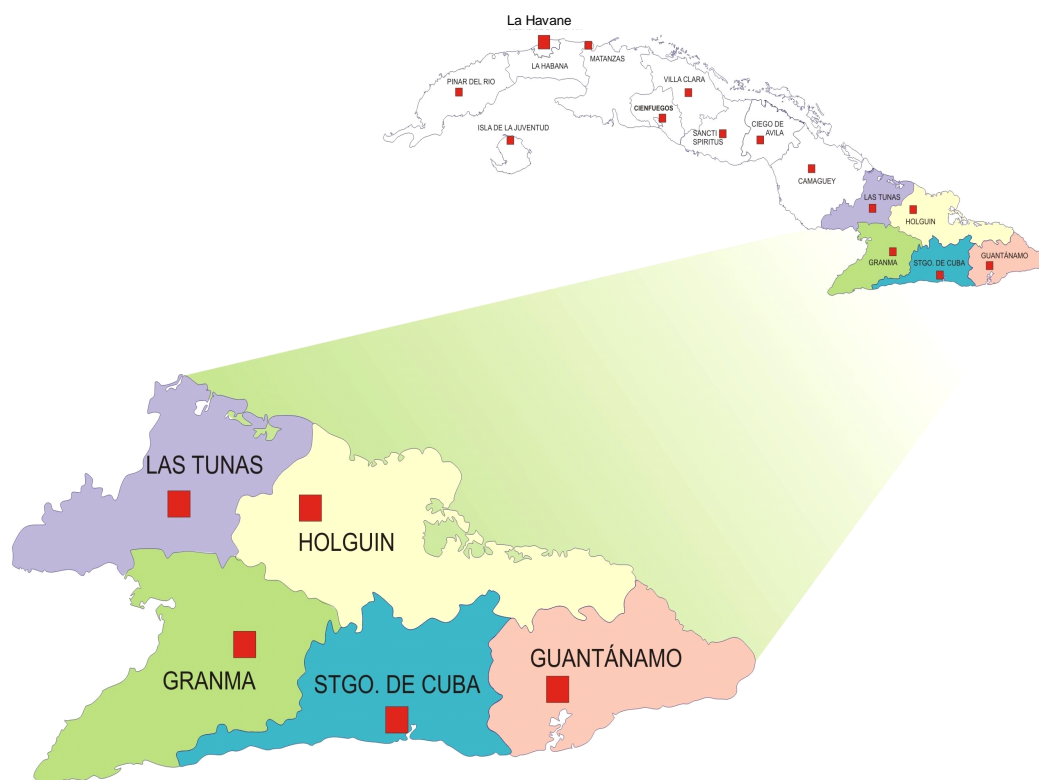 La Havane
LA HABANA
MATANZAS
PINAR DEL RIO
VILLA CLARA
CIENFUEGOS
ISLA DE LA JUVENTUD
SANCTI
SPIRITUS
CIEGO DE
AVILA
CAMAGUEY
LAS TUNAS
HOLGUIN
GRANMA
STGO. DE CUBA
GUANTÁNAMO
LAS TUNAS
HOLGUIN
GRANMA
STGO. DE CUBA
GUANTÁNAMO